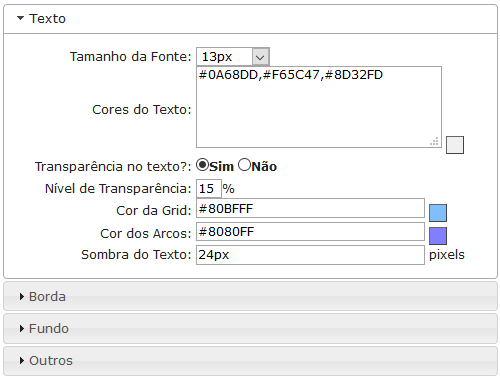 Texto
Tamanho da Fonte: 13px
Cores do Texto: #0A68DD,#F65C47,#8D32FD
Transparência no texto?: Sim Não
Nível de Transparência: 15 %
Cor da Grid: #80BFFF
Cor dos Arcos: #8080FF
Sombra do Texto: 24px pixels
Borda
Fundo
Outros